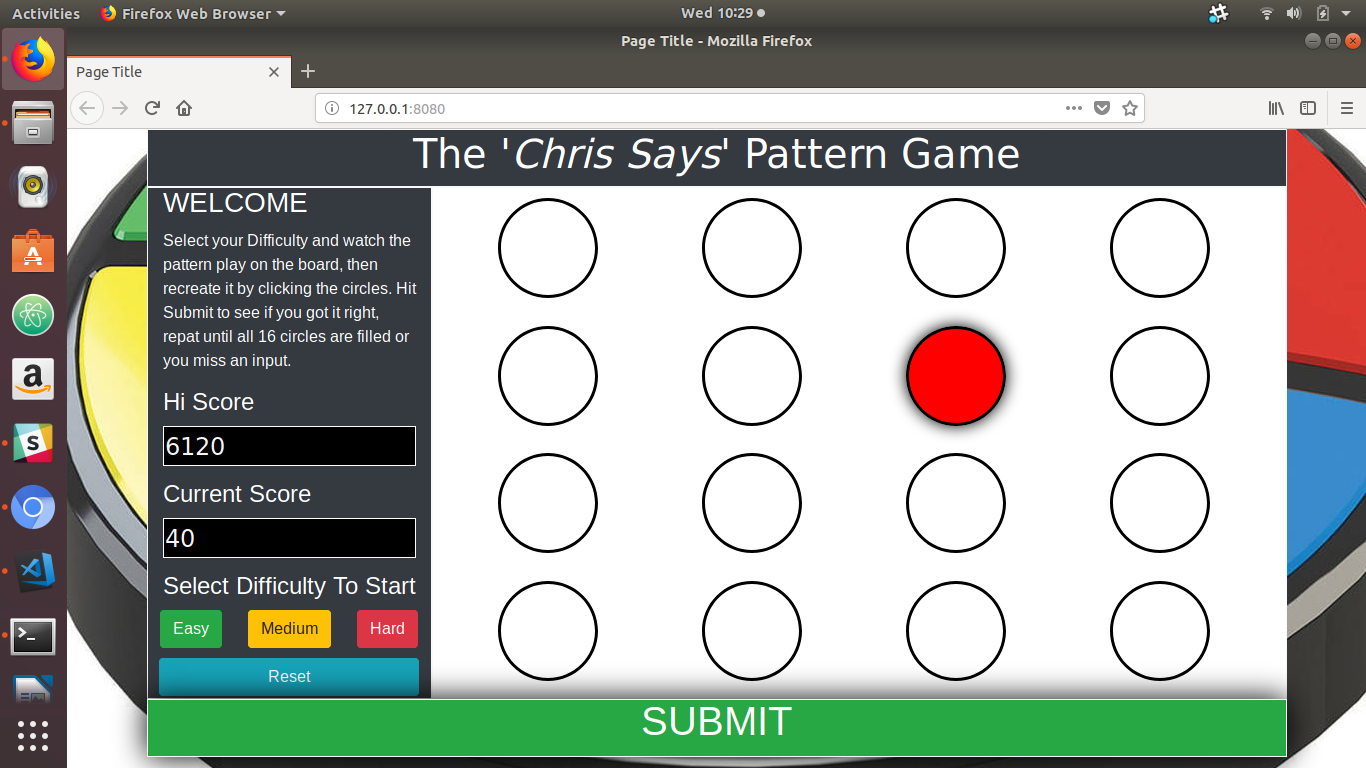 Activities
Firefox Web Browser
Wed 10:29
Page Title - Mozilla Firefox
Page Title
127.0.0.1:8080
The 'Chris Says' Pattern Game
WELCOME
Select your Difficulty and watch the
pattern play on the board, then
recreate it by clicking the circles. Hit
Submit to see if you got it right,
repat until all 16 circles are filled or
you miss an input.
Hi Score
6120
Current Score
40
Select Difficulty To Start
Easy
Medium
Hard
Reset
SUBMIT